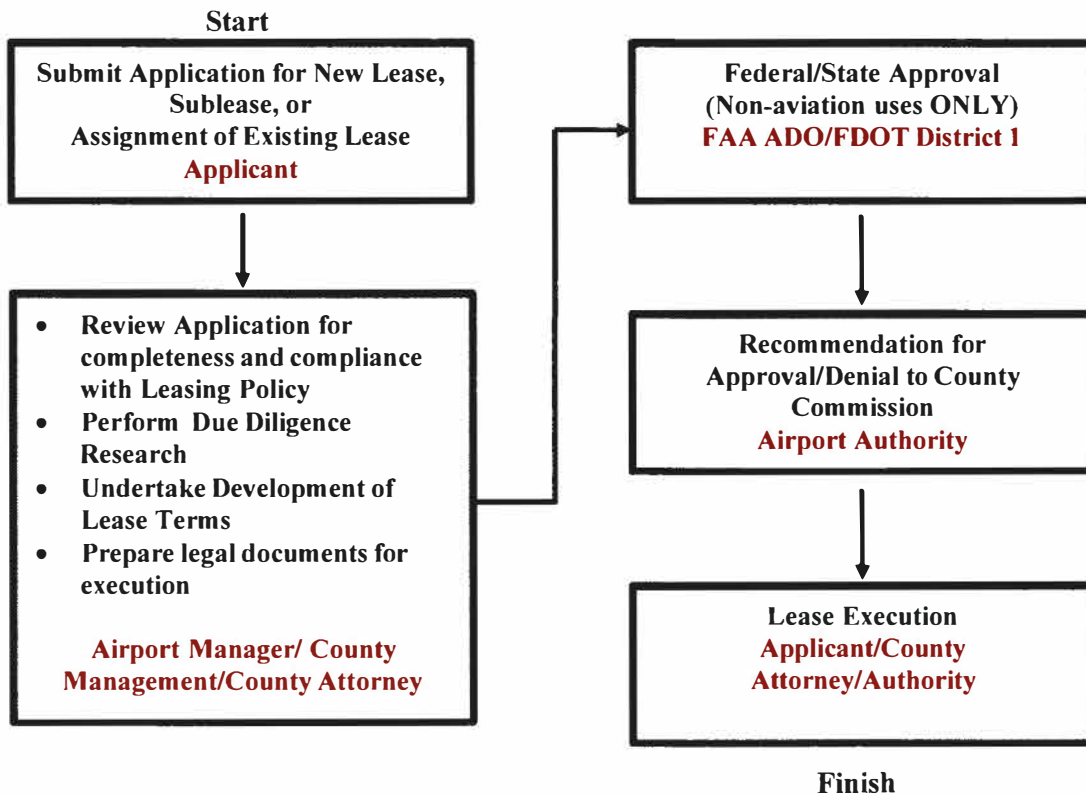 Start
Submit Application for New Lease,
Sublease, or
Assignment of Existing Lease
Applicant
• Review Application for
completeness and compliance
with Leasing Policy
• Perform Due Diligence
Research
• Undertake Development of
Lease Terms
• Prepare legal documents for
execution
Airport Manager/ County
Management/County Attorney
Federal/State Approval
(Non-aviation uses ONLY)
FAA ADO/FDOT District 1
Recommendation for
Approval/Denial to County
Commission
Airport Authority
Lease Execution
Applicant/County
Attorney/Authority
Finish